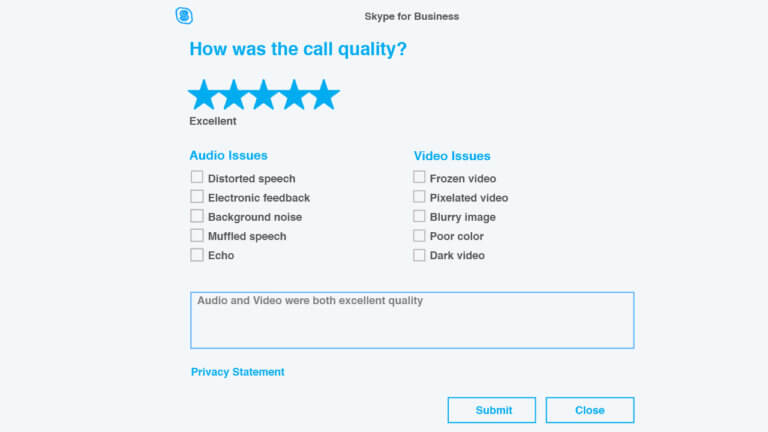 Skype for Business
How was the call quality?
Excellent
Audio Issues
Distorted speech
Electronic feedback
Background noise
Muffled speech
Echo
Video Issues
Frozen video
Pixelated video
Blurry image
Poor color
Dark video
Audio and Video were both excellent quality
Privacy Statement
Submit
Close